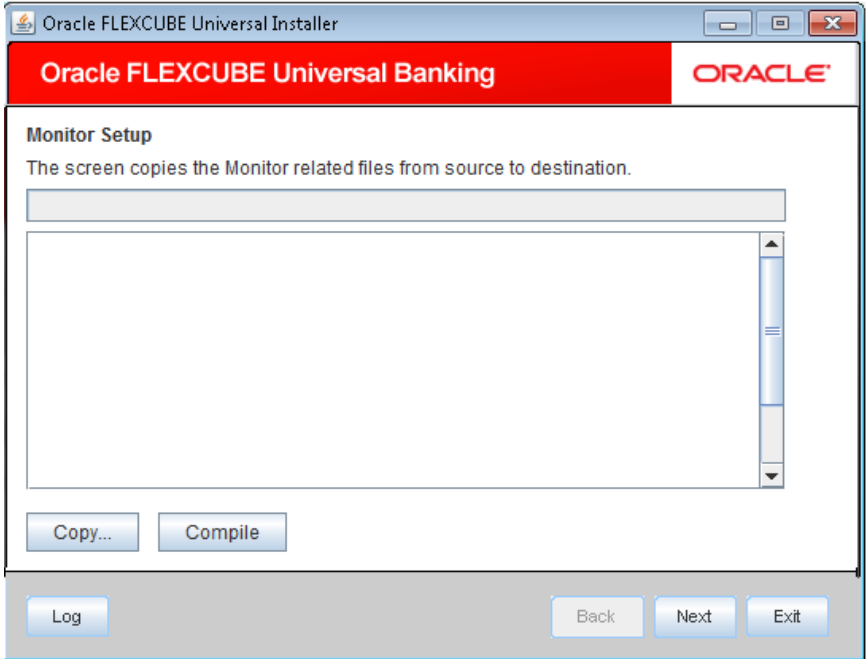 Oracle FLEXCUBE Universal Installer
Oracle FLEXCUBE Universal Banking
ORACLE
Monitor Setup
The screen copies the Monitor related files from source to destination.
Copy... Compile
Log Back Next Exit